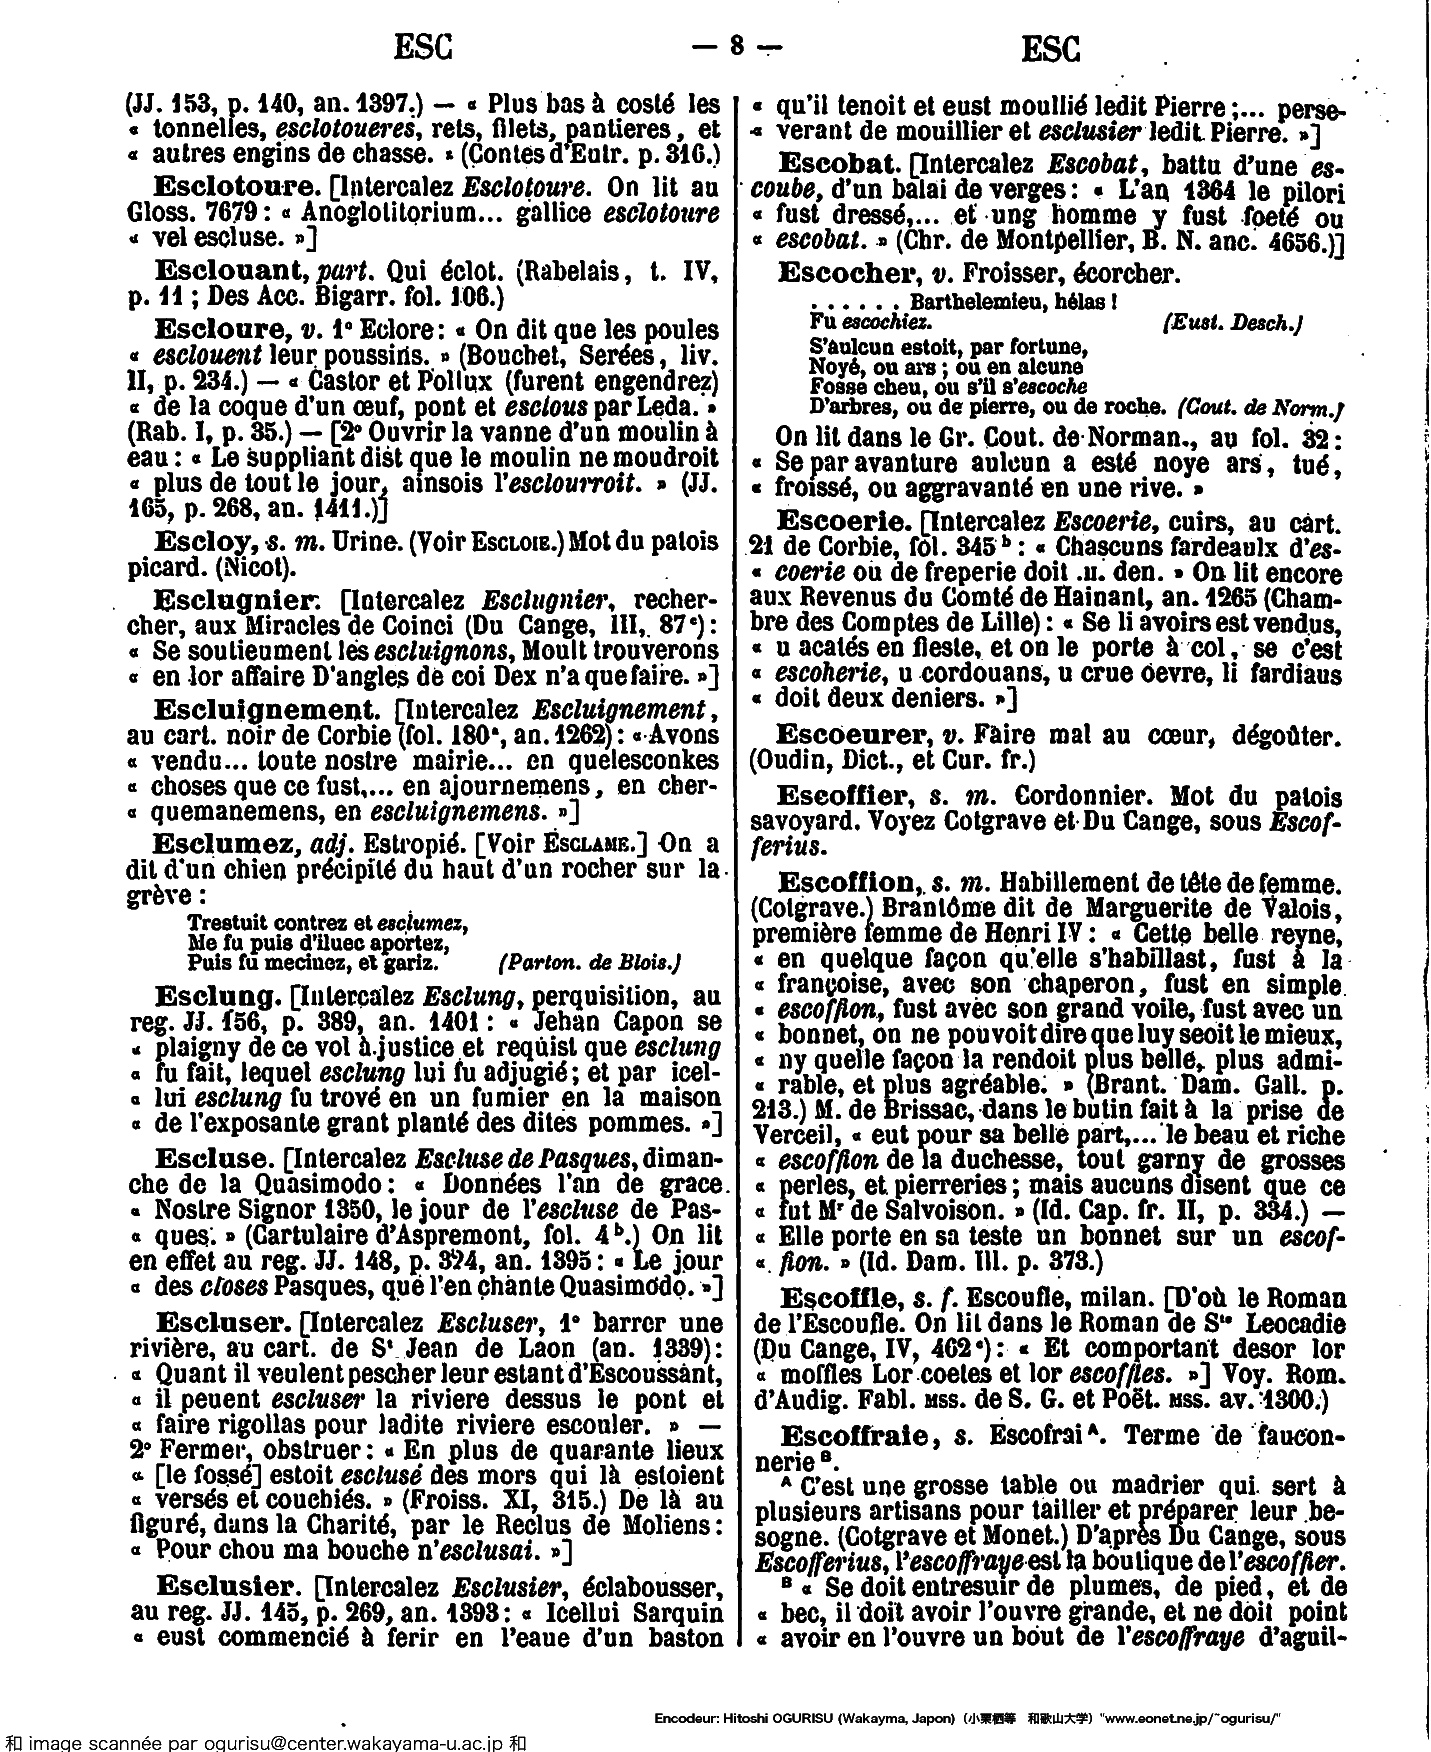 ESC
— 8 —
ESC
(JJ. 153, p. 140, an. 1397.) — « Plus bas à costé les
« tonnelles, esclotoueres, rets, filets, pantieres, et
« autres engins de chasse. » (Contes d'Eutr. p. 316.)
Esclotoure. [Intercalez Esclotoure. On lit au
Gloss. 7679 : « Anoglotitorium... gallice esclotoure
« vel escluse. »]
Esclouant, part. Qui éclot. (Rabelais, t. IV,
p. 11 ; Des Acc. Bigarr. fol. 106.)
Escloure, v. 1° Eclore : « On dit que les poules
« esclouent leur poussins. » (Bouchet, Serées, liv.
II, p. 234.) — « Castor et Pollux (furent engendrez)
« de la coque d'un œuf, pont et esclous par Leda. »
(Rab. I, p. 35.) — [2° Ouvrir la vanne d'un moulin à
eau : « Le suppliant dist que le moulin ne moudroit
« plus de tout le jour, ainsois l'esclourroit. » (JJ.
165, p. 268, an. 1411.)]
Escloy, s. m. Urine. (Voir ESCLOIE.) Mot du patois
picard. (Nicot).
Esclugnier. [Intercalez Esclugnier, recher-
cher, aux Miracles de Coinci (Du Cange, III, 87ᶜ) :
« Se soutieument les escluignons, Moult trouverons
« en lor affaire D'angles de coi Dex n'a que faire. »]
Escluignement. [Intercalez Escluignement,
au cart. noir de Corbie (fol. 180ᵃ, an. 1262) : « Avons
« vendu... toute nostre mairie... en quelesconkes
« choses que ce fust,... en ajournemens, en cher-
« quemanemens, en escluignemens. »]
Esclumez, adj. Estropié. [Voir ESCLAME.] On a
dit d'un chien précipité du haut d'un rocher sur la
grève :
Trestuit contrez et esclumez,
Me fu puis d'iluec aportez,
Puis fu mecinez, et gariz. (Parton. de Blois.)
Esclung. [Intercalez Esclung, perquisition, au
reg. JJ. 156, p. 389, an. 1401 : « Jehan Capon se
« plaigny de ce vol à justice et requist que esclung
« fu fait, lequel esclung lui fu adjugié ; et par icel-
« lui esclung fu trové en un fumier en la maison
« de l'exposante grant planté des dites pommes. »]
Escluse. [Intercalez Escluse de Pasques, diman-
che de la Quasimodo : « Données l'an de grace
« Nostre Signor 1350, le jour de l'escluse de Pas-
« ques. » (Cartulaire d'Aspremont, fol. 4ᵇ.) On lit
en effet au reg. JJ. 148, p. 324, an. 1395 : « Le jour
« des closes Pasques, que l'en chante Quasimodo. »]
Escluser. [Intercalez Escluser, 1° barrer une
rivière, au cart. de Sᵗ Jean de Laon (an. 1339) :
« Quant il veulent pescher leur estant d'Escoussant,
« il peuent escluser la riviere dessus le pont et
« faire rigollas pour ladite riviere escouler. » —
2° Fermer, obstruer : « En plus de quarante lieux
« [le fossé] estoit esclusé des mors qui là estoient
« versés et couchiés. » (Froiss. XI, 315.) De là au
figuré, dans la Charité, par le Reclus de Moliens :
« Pour chou ma bouche n'esclusai. »]
Esclusier. [Intercalez Esclusier, éclabousser,
au reg. JJ. 145, p. 269, an. 1393 : « Icellui Sarquin
« eust commencié à ferir en l'eaue d'un baston
« qu'il tenoit et eust moullié ledit Pierre ;... perse-
« verant de mouillier et esclusier ledit Pierre. »]
Escobat. [Intercalez Escobat, battu d'une es-
coube, d'un balai de verges : « L'an 1364 le pilori
« fust dressé,... et ung homme y fust foeté ou
« escobat. » (Chr. de Montpellier, B. N. anc. 4656.)]
Escocher, v. Froisser, écorcher.
. . . . . . Barthelemieu, hélas !
Fu escochiez. (Eust. Desch.)
S'aulcun estoit, par fortune,
Noyé, ou ars ; ou en alcune
Fosse cheu, ou s'il s'escoche
D'arbres, ou de pierre, ou de roche. (Cout. de Norm.)
On lit dans le Gr. Cout. de Norman., au fol. 32 :
« Se par avanture aulcun a esté noye ars, tué,
« froissé, ou aggravanté en une rive. »
Escoerie. [Intercalez Escoerie, cuirs, au cart.
21 de Corbie, fol. 345ᵇ : « Chascuns fardeaulx d'es-
« coerie ou de freperie doit .II. den. » On lit encore
aux Revenus du Comté de Hainant, an. 1265 (Cham-
bre des Comptes de Lille) : « Se li avoirs est vendus,
« u acatés en fieste, et on le porte à col, se c'est
« escoherie, u cordouans, u crue oevre, li fardiaus
« doit deux deniers. »]
Escoeurer, v. Faire mal au cœur, dégoûter.
(Oudin, Dict., et Cur. fr.)
Escoffier, s. m. Cordonnier. Mot du patois
savoyard. Voyez Cotgrave et Du Cange, sous Escof-
ferius.
Escoffion, s. m. Habillement de tête de femme.
(Cotgrave.) Brantôme dit de Marguerite de Valois,
première femme de Henri IV : « Cette belle reyne,
« en quelque façon qu'elle s'habillast, fust à la
« françoise, avec son chaperon, fust en simple
« escoffion, fust avec son grand voile, fust avec un
« bonnet, on ne pouvoit dire que luy seoit le mieux,
« ny quelle façon la rendoit plus belle, plus admi-
« rable, et plus agréable. » (Brant. Dam. Gall. p.
213.) M. de Brissac, dans le butin fait à la prise de
Verceil, « eut pour sa belle part,... le beau et riche
« escoffion de la duchesse, tout garny de grosses
« perles, et pierreries ; mais aucuns disent que ce
« fut Mʳ de Salvoison. » (Id. Cap. fr. II, p. 334.) —
« Elle porte en sa teste un bonnet sur un escof-
« fion. » (Id. Dam. Ill. p. 373.)
Escoffle, s. f. Escoufle, milan. [D'où le Roman
de l'Escoufle. On lit dans le Roman de Sᵗᵉ Leocadie
(Du Cange, IV, 462ᶜ) : « Et comportant desor lor
« moffles Lor coetes et lor escoffles. »] Voy. Rom.
d'Audig. Fabl. MSS. de S. G. et Poët. MSS. av. 1300.)
Escoffraie, s. Escofrai ᴬ. Terme de faucon-
nerie ᴮ.
ᴬ C'est une grosse table ou madrier qui sert à
plusieurs artisans pour tailler et préparer leur be-
sogne. (Cotgrave et Monet.) D'après Du Cange, sous
Escofferius, l'escoffraye est la boutique de l'escoffier.
ᴮ « Se doit entresuir de plumes, de pied, et de
« bec, il doit avoir l'ouvre grande, et ne doit point
« avoir en l'ouvre un bout de l'escoffraye d'aguil-
Encodeur: Hitoshi OGURISU (Wakayma, Japon) (小栗栖等 和歌山大学) "www.eonet.ne.jp/~ogurisu/"
和 image scannée par ogurisu@center.wakayama-u.ac.jp 和